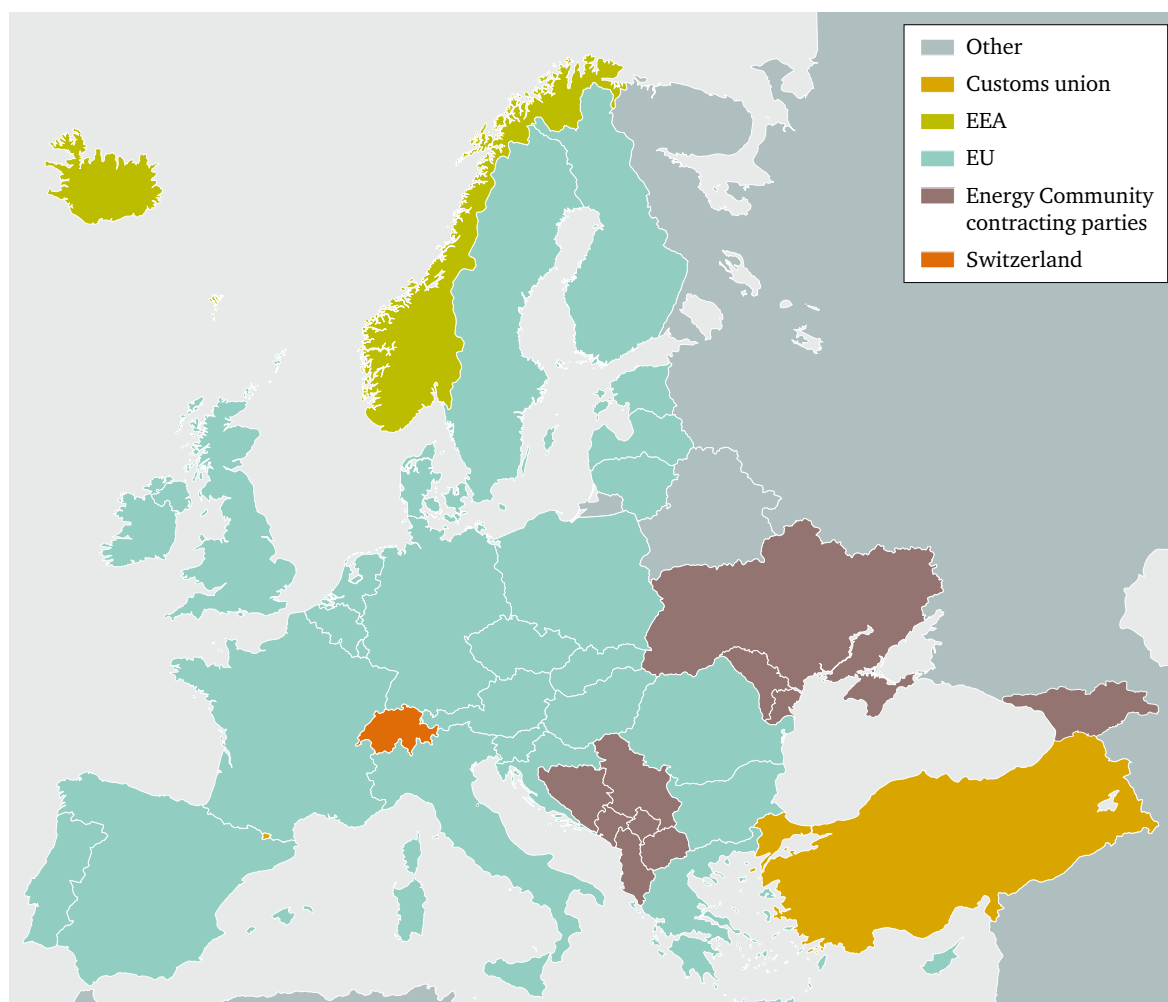 Other
Customs union
EEA
EU
Energy Community
contracting parties
Switzerland